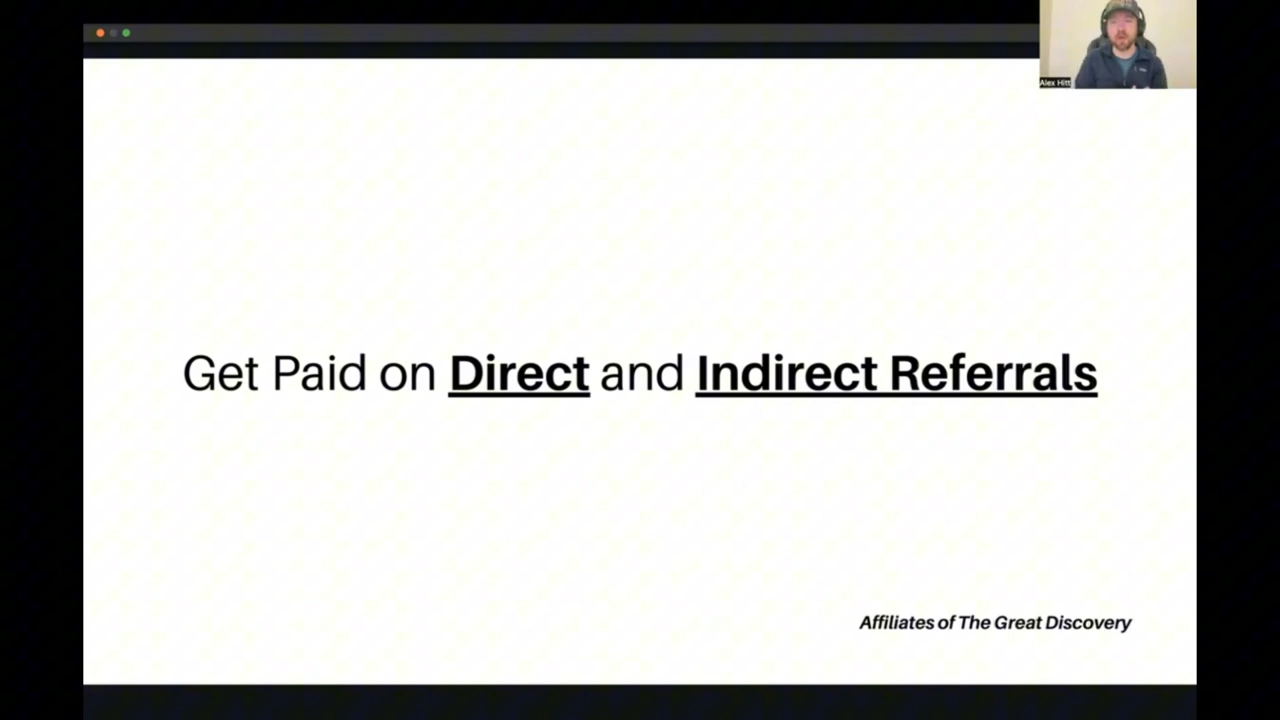 Alex Hitt
Get Paid on Direct and Indirect Referrals
Affiliates of The Great Discovery